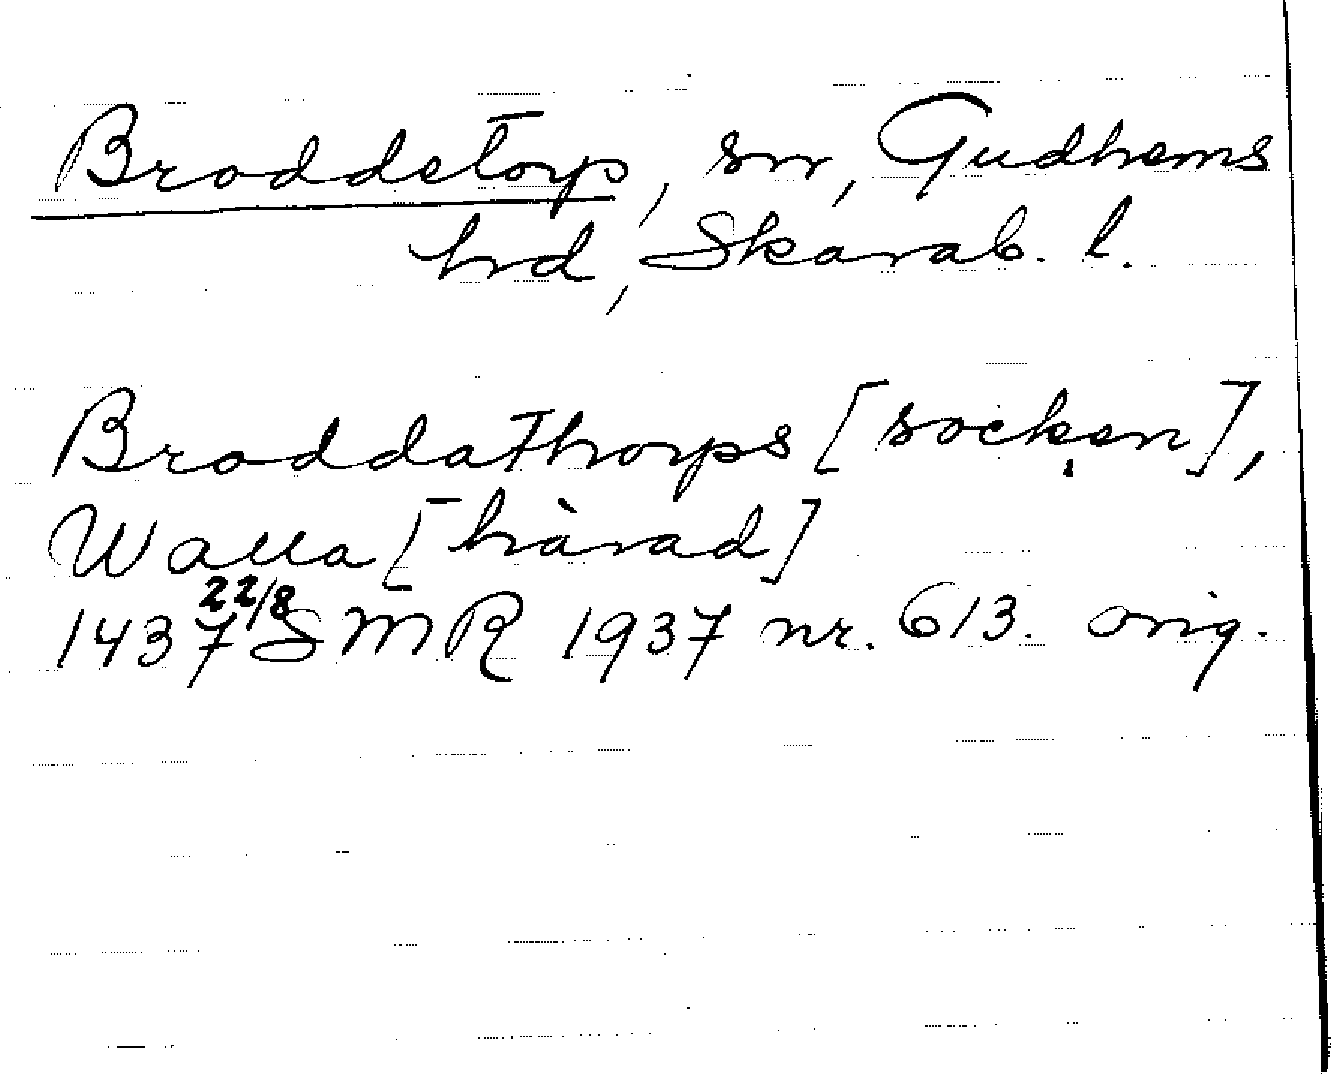 Broddetorp, sn, Gudhems
hd, Skarab. l.
Broddathorps [socken],
Walla [härad]
1437 22/8 SMR 1937 nr. 613. orig.